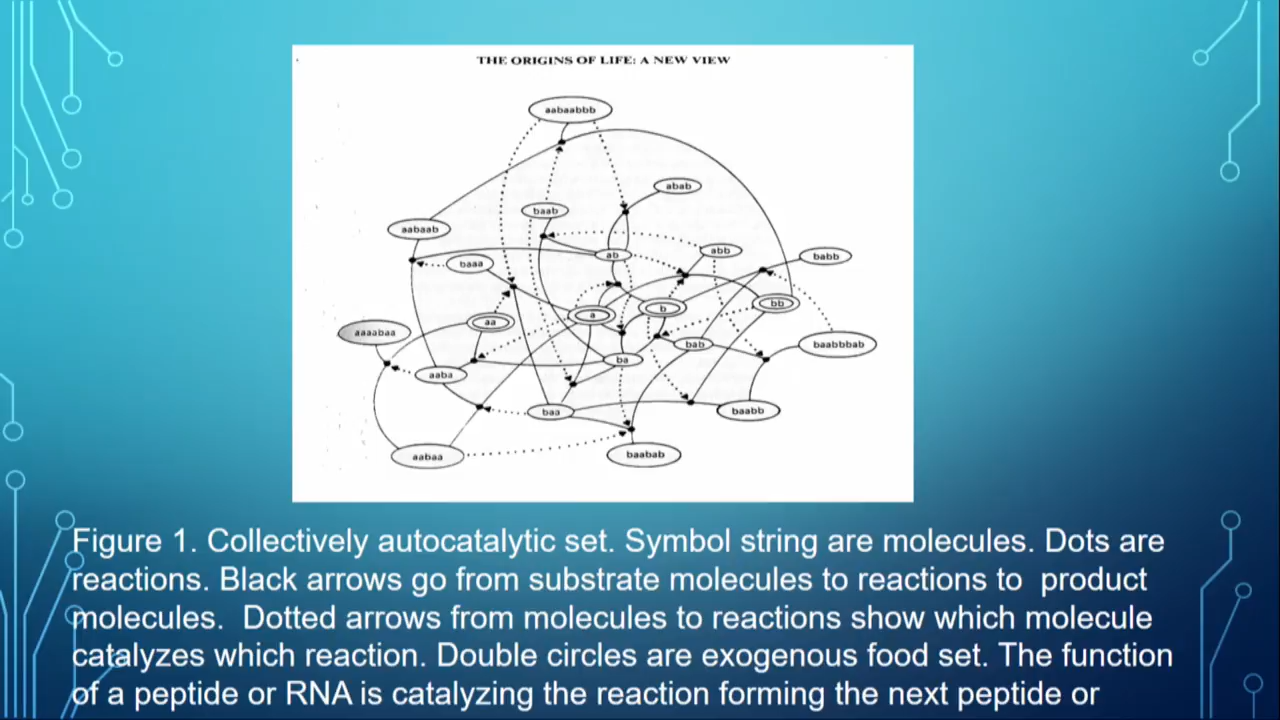 THE ORIGINS OF LIFE: A NEW VIEW
aabaabbb
abab
baab
aabaab
abb
ab
babb
baaa
bb
b
a
aa
aaaabaa
bab
baabbbab
ba
aaba
baa
baabb
aabaa
baabab
Figure 1. Collectively autocatalytic set. Symbol string are molecules. Dots are
reactions. Black arrows go from substrate molecules to reactions to product
molecules. Dotted arrows from molecules to reactions show which molecule
catalyzes which reaction. Double circles are exogenous food set. The function
of a peptide or RNA is catalyzing the reaction forming the next peptide or